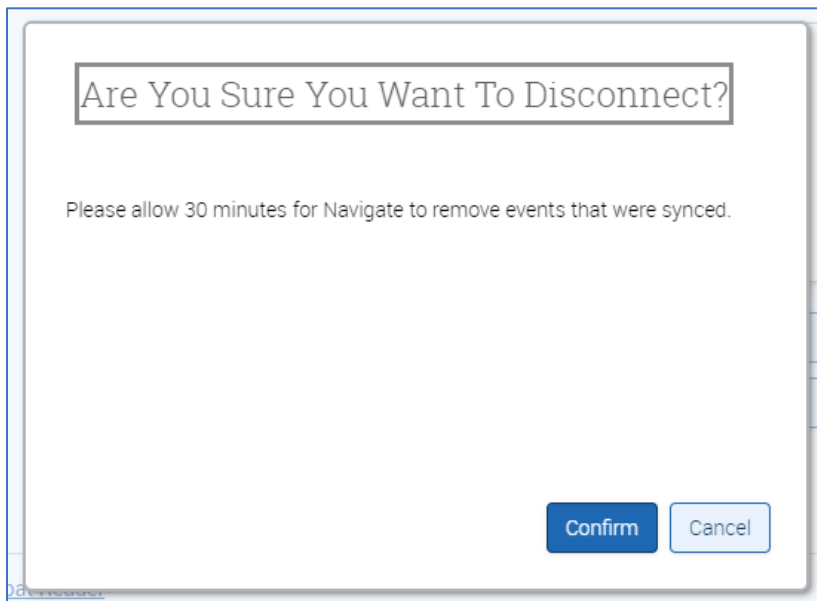 Are You Sure You Want To Disconnect?
Please allow 30 minutes for Navigate to remove events that were synced.
Confirm
Cancel